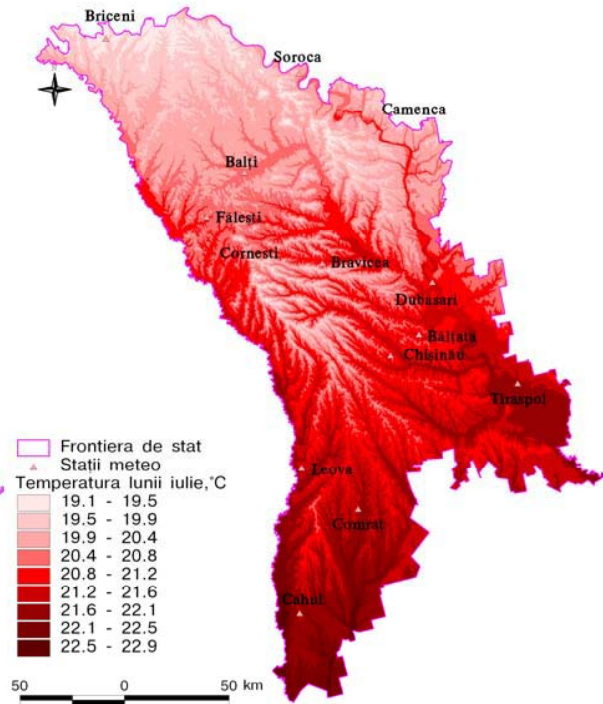 Briceni
Soroca
Camenca
Balti
Falesti
Cornesti
Bravicea
Dubasari
Băltata
Chisinău
Tiraspol
Leova
Comrat
Cahul
Frontiera de stat
Stații meteo
Temperatura lunii iulie,°C
19.1 - 19.5
19.5 - 19.9
19.9 - 20.4
20.4 - 20.8
20.8 - 21.2
21.2 - 21.6
21.6 - 22.1
22.1 - 22.5
22.5 - 22.9
50 0 50 km